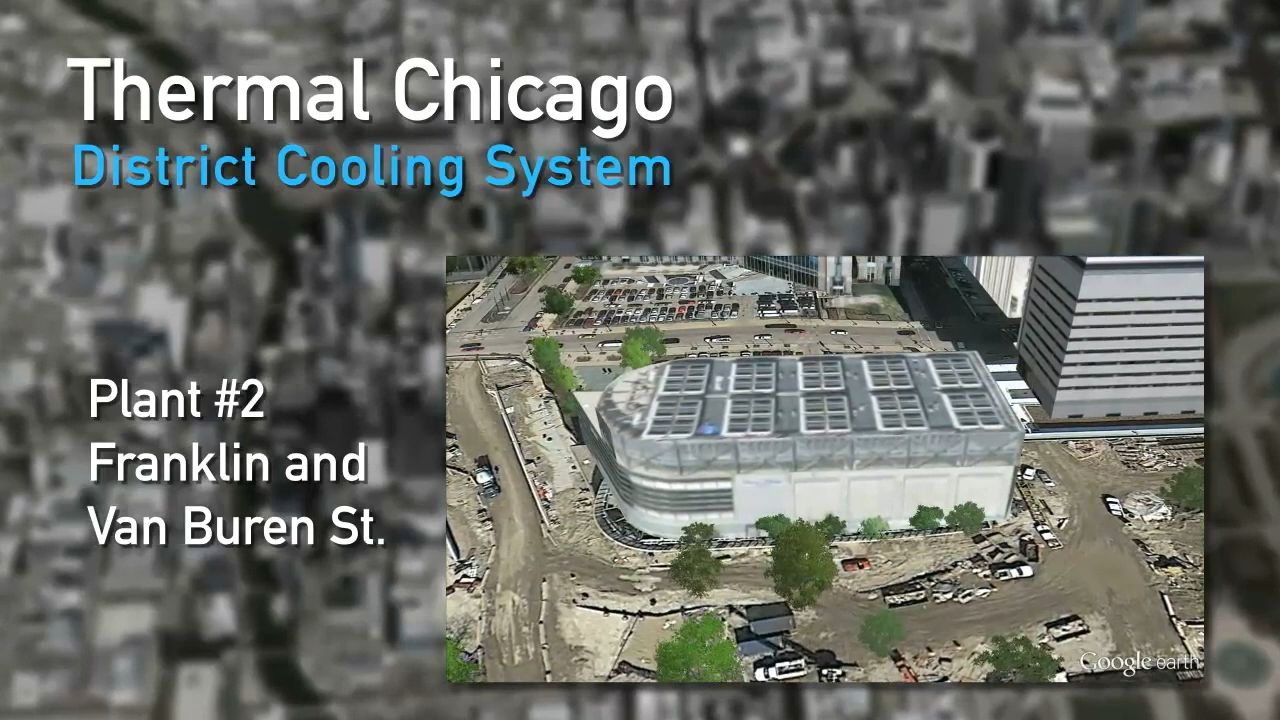 Thermal Chicago
District Cooling System
Plant #2
Franklin and
Van Buren St.
Google earth